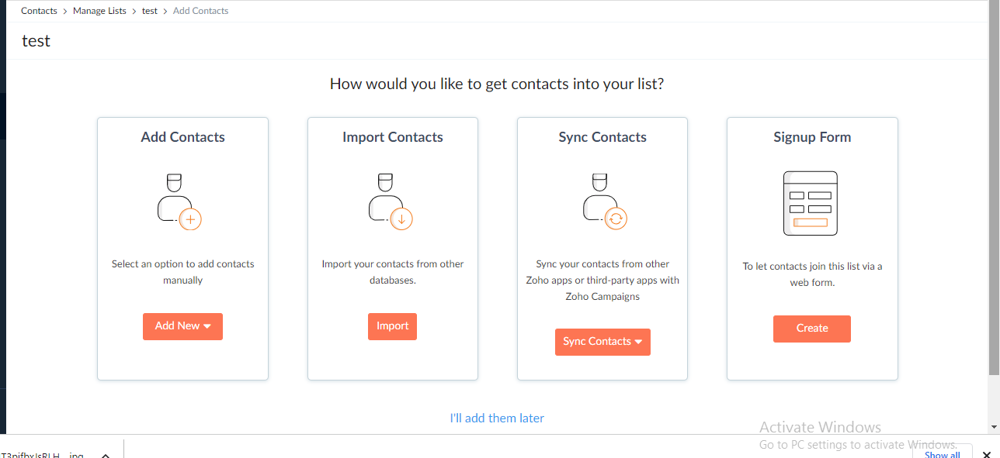 Contacts > Manage Lists > test > Add Contacts
test
How would you like to get contacts into your list?
Add Contacts
Select an option to add contacts
manually
Add New
Import Contacts
Import your contacts from other
databases.
Import
Sync Contacts
Sync your contacts from other
Zoho apps or third-party apps with
Zoho Campaigns
Sync Contacts
Signup Form
To let contacts join this list via a
web form.
Create
I'll add them later
Activate Windows
Go to PC settings to activate Windows.
Show all